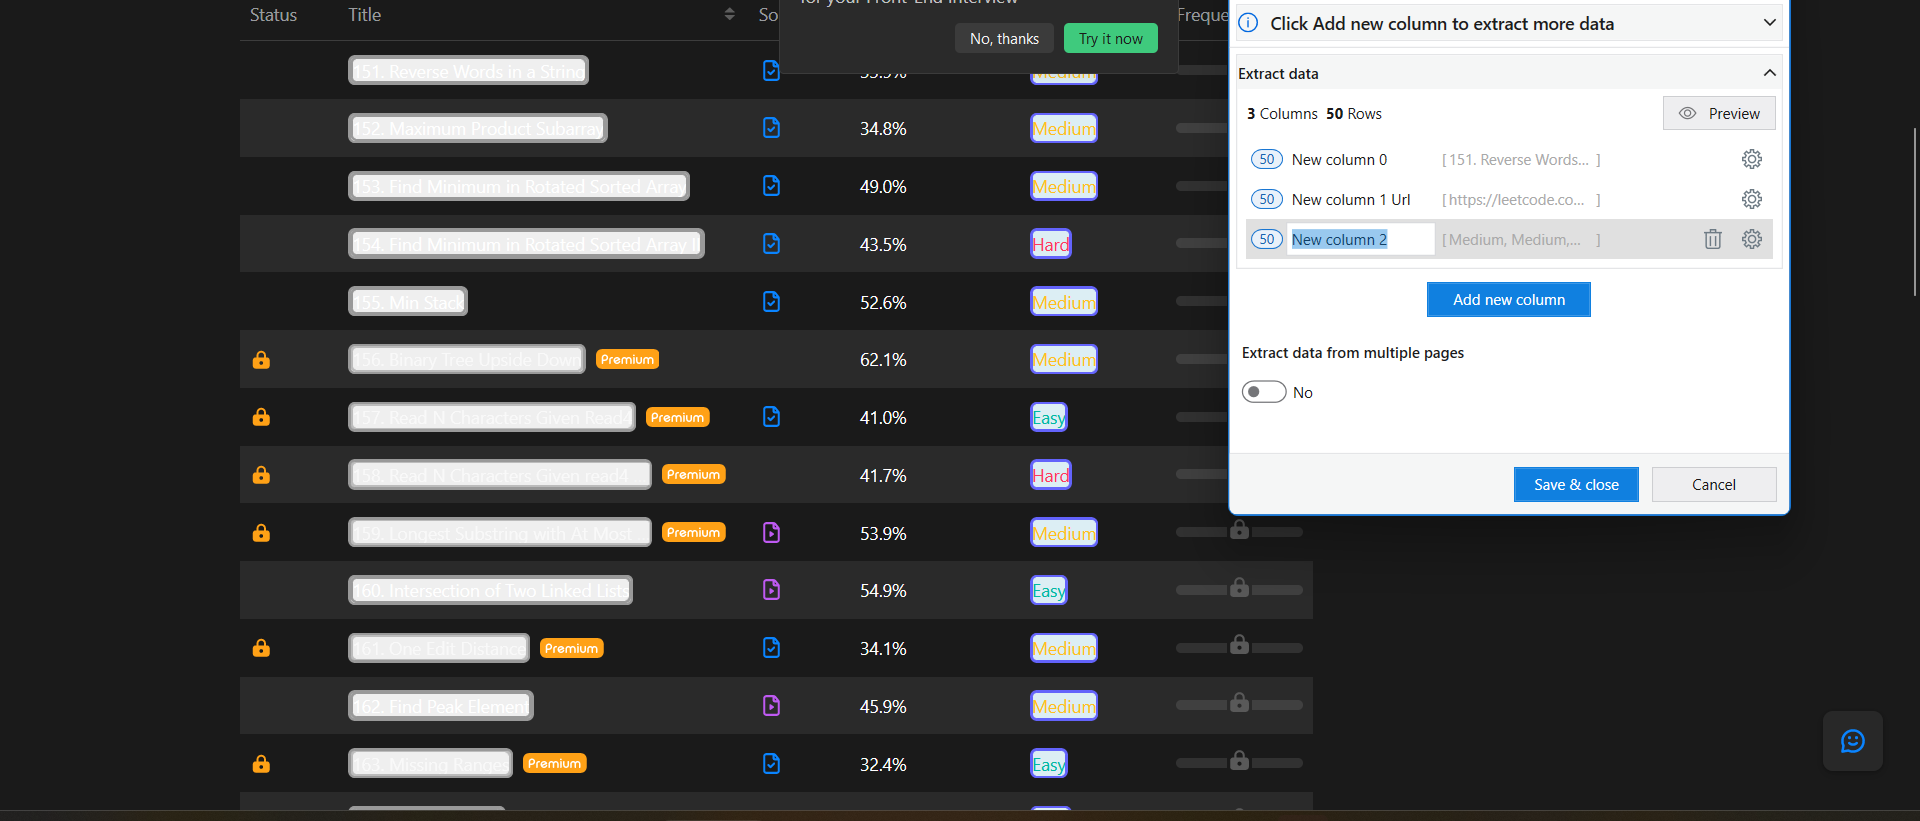 Status Title So Freque
for your Front-End Interview
No, thanks Try it now
151. Reverse Words in a String Medium
152. Maximum Product Subarray 34.8% Medium
153. Find Minimum in Rotated Sorted Array 49.0% Medium
154. Find Minimum in Rotated Sorted Array II 43.5% Hard
155. Min Stack 52.6% Medium
156. Binary Tree Upside Down Premium 62.1% Medium
157. Read N Characters Given Read4 Premium 41.0% Easy
158. Read N Characters Given read4 Premium 41.7% Hard
159. Longest Substring with At Most Premium 53.9% Medium
160. Intersection of Two Linked Lists 54.9% Easy
161. One Edit Distance Premium 34.1% Medium
162. Find Peak Element 45.9% Medium
163. Missing Ranges Premium 32.4% Easy
Click Add new column to extract more data
Extract data
3 Columns 50 Rows Preview
50 New column 0 [ 151. Reverse Words... ]
50 New column 1 Url [ https://leetcode.co... ]
50 New column 2 [ Medium, Medium,... ]
Add new column
Extract data from multiple pages
No
Save & close Cancel